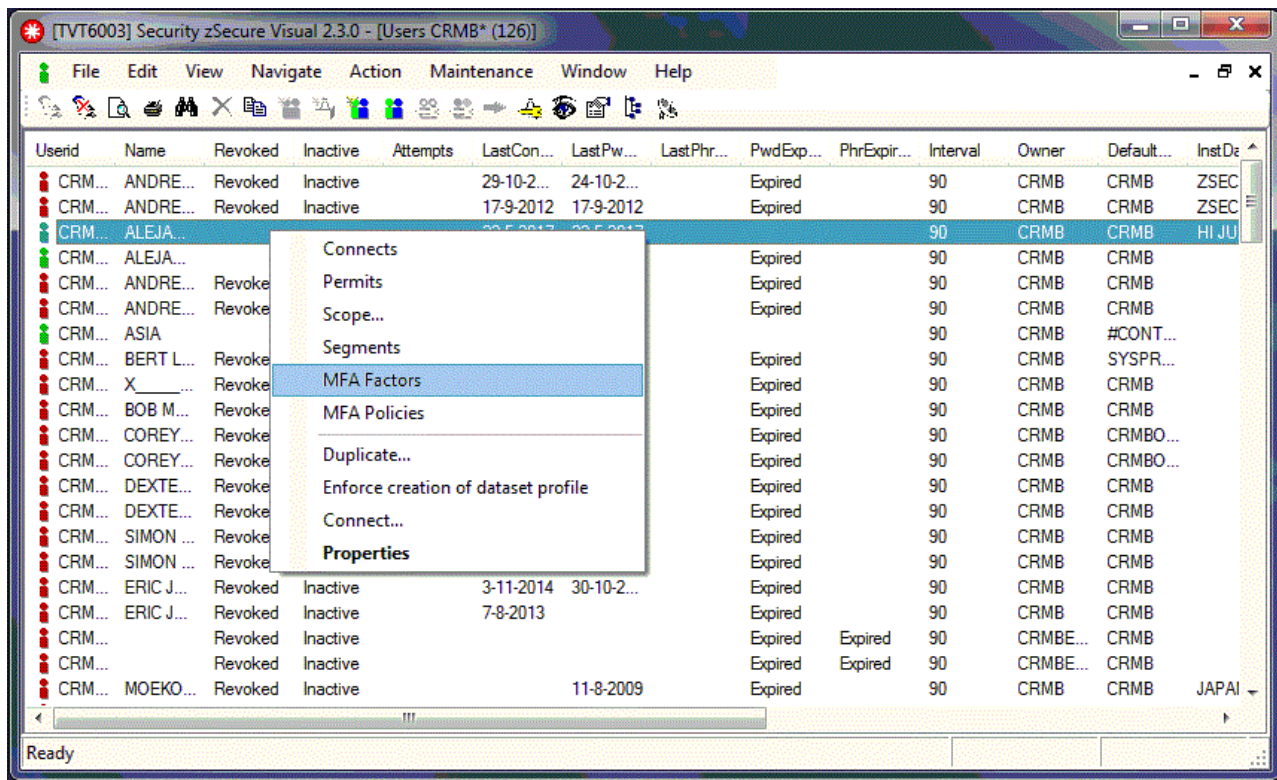 [TVT6003] Security zSecure Visual 2.3.0 - [Users CRMB* (126)]
File Edit View Navigate Action Maintenance Window Help
Userid Name Revoked Inactive Attempts LastCon... LastPw... LastPhr... PwdExp... PhrExpir... Interval Owner Default... InstDa
CRM... ANDRE... Revoked Inactive 29-10-2... 24-10-2... Expired 90 CRMB CRMB ZSEC
CRM... ANDRE... Revoked Inactive 17-9-2012 17-9-2012 Expired 90 CRMB CRMB ZSEC
CRM... ALEJA... 90 CRMB CRMB HI JU
CRM... ALEJA... Expired 90 CRMB CRMB
CRM... ANDRE... Revoke Expired 90 CRMB CRMB
CRM... ANDRE... Revoke Expired 90 CRMB CRMB
CRM... ASIA 90 CRMB #CONT...
CRM... BERT L... Revoke Expired 90 CRMB SYSPR...
CRM... X_____... Revoke Expired 90 CRMB CRMB
CRM... BOB M... Revoke Expired 90 CRMB CRMB
CRM... COREY... Revoke Expired 90 CRMB CRMBO...
CRM... COREY... Revoke Expired 90 CRMB CRMBO...
CRM... DEXTE... Revoke Expired 90 CRMB CRMB
CRM... DEXTE... Revoke Expired 90 CRMB CRMB
CRM... SIMON ... Revoke Expired 90 CRMB CRMB
CRM... SIMON ... Revoke Expired 90 CRMB CRMB
CRM... ERIC J... Revoked Inactive 3-11-2014 30-10-2... Expired 90 CRMB CRMB
CRM... ERIC J... Revoked Inactive 7-8-2013 Expired 90 CRMB CRMB
CRM... Revoked Inactive Expired Expired 90 CRMBE... CRMB
CRM... Revoked Inactive Expired Expired 90 CRMBE... CRMB
CRM... MOEKO... Revoked Inactive 11-8-2009 Expired 90 CRMB CRMB JAPAI
Connects
Permits
Scope...
Segments
MFA Factors
MFA Policies
Duplicate...
Enforce creation of dataset profile
Connect...
Properties
Ready